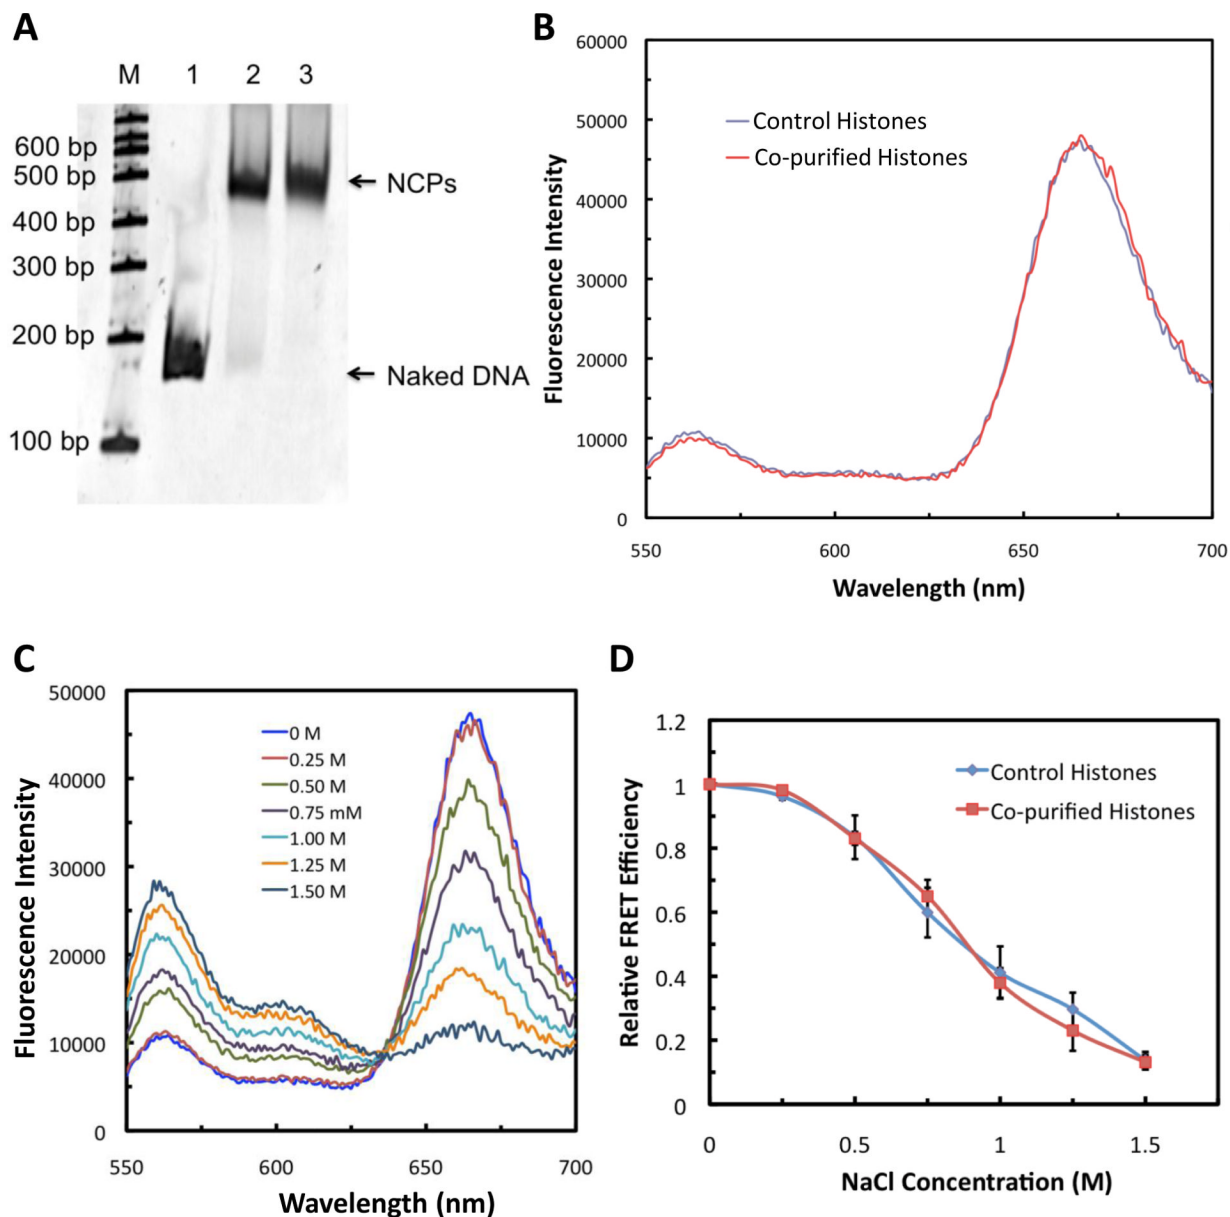 A
M 1 2 3
600 bp
500 bp
400 bp
300 bp
200 bp
100 bp
NCPs
Naked DNA
B
Fluorescence Intensity
60000
50000
40000
30000
20000
10000
0
Control Histones
Co-purified Histones
550 600 650 700
Wavelength (nm)
C
Fluorescence Intensity
50000
40000
30000
20000
10000
0
0 M
0.25 M
0.50 M
0.75 mM
1.00 M
1.25 M
1.50 M
550 600 650 700
Wavelength (nm)
D
Relative FRET Efficiency
1.2
1
0.8
0.6
0.4
0.2
0
Control Histones
Co-purified Histones
0 0.5 1 1.5
NaCl Concentration (M)